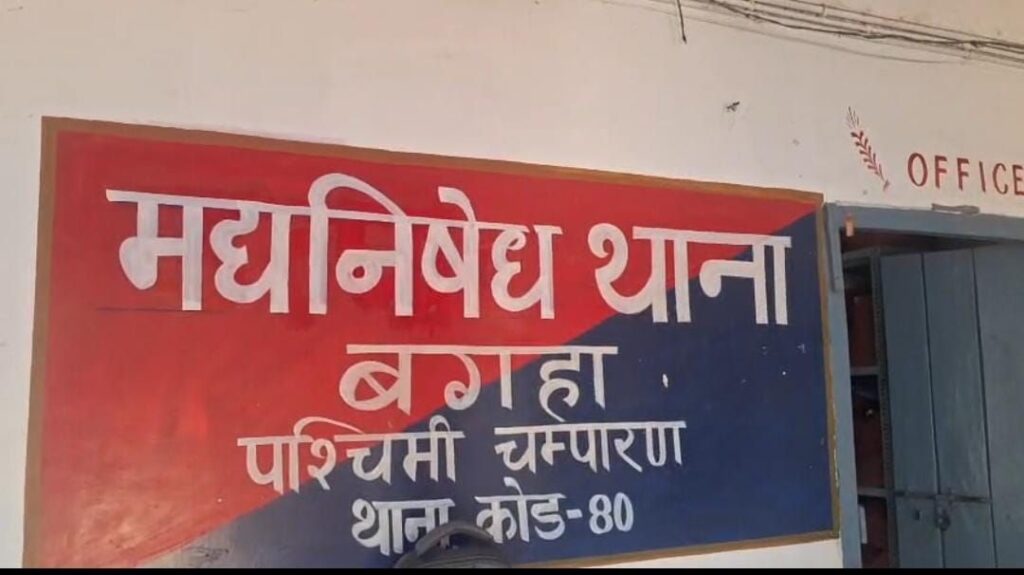 मद्यनिषेध थाना
बगहा
पश्चिमी चम्पारण
थाना कोड-80
OFFICE